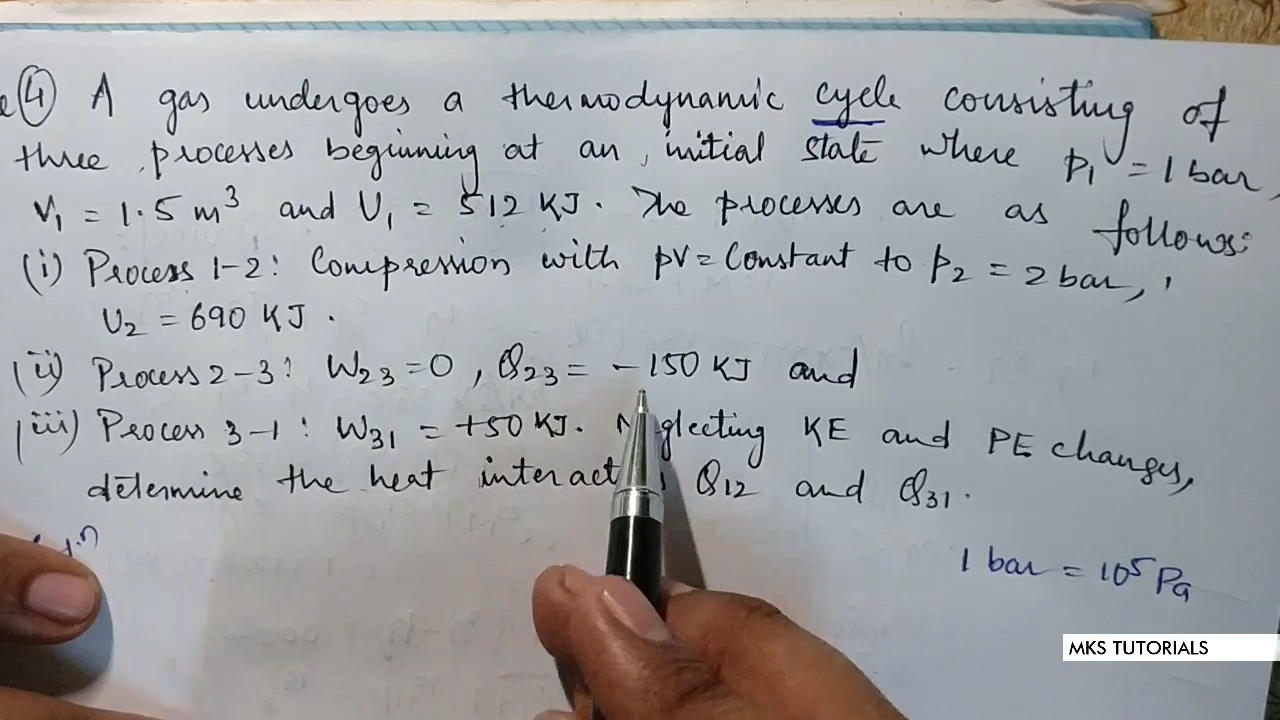 ④ A gas undergoes a thermodynamic cycle consisting of
three processes beginning at an initial state where p₁ = 1 bar,
V₁ = 1.5 m³ and U₁ = 512 KJ. The processes are as follows:
(i) Process 1-2: Compression with pV = Constant to p₂ = 2 bar,
U₂ = 690 KJ.
(ii) Process 2-3: W₂₃ = 0, Q₂₃ = -150 KJ and
(iii) Process 3-1: W₃₁ = +50 KJ. Neglecting KE and PE changes,
determine the heat Q₁₂ and Q₃₁.
1 bar = 10⁵ Pa
MKS TUTORIALS